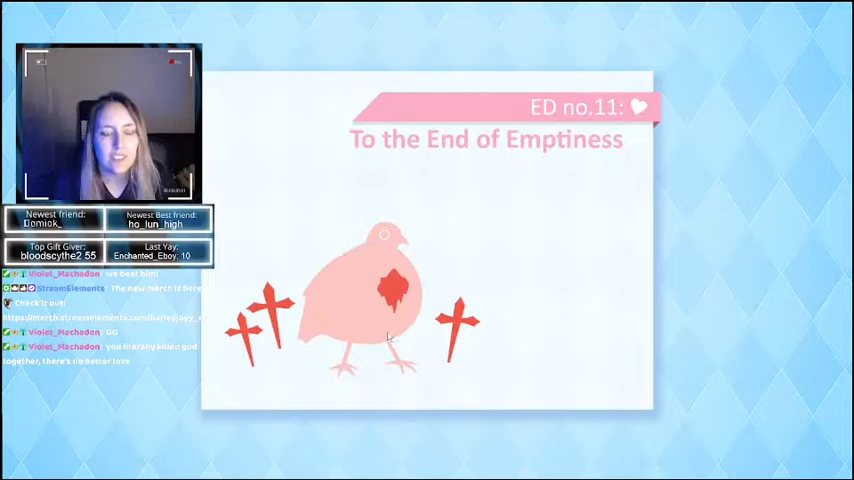 ED no.11:
To the End of Emptiness
Newest friend:
Domiok_
Newest Best friend:
ho_lun_high
Top Gift Giver:
bloodscythe2 55
Last Yay:
Enchanted_Eboy: 10
Violet_Machadon: we beat him!
StreamElements: The new merch is here
Check it out:
Violet_Machadon: GG
Violet_Machadon: you literally killed god
together, there's no better love